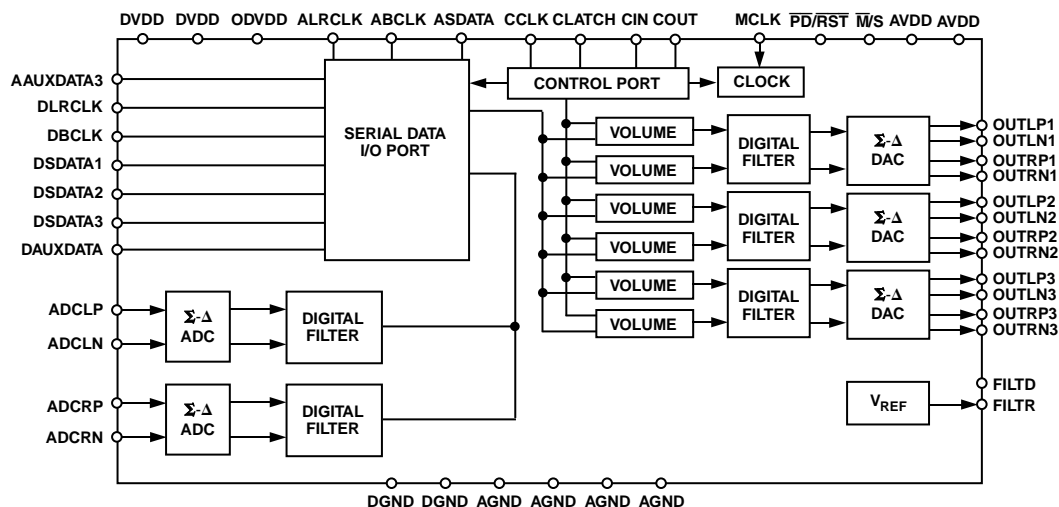 DVDD DVDD ODVDD ALRCLK ABCLK ASDATA CCLK CLATCH CIN COUT MCLK PD/RST M/S AVDD AVDD
AAUXDATA3
DLRCLK
DBCLK
DSDATA1
DSDATA2
DSDATA3
DAUXDATA
SERIAL DATA
I/O PORT
CONTROL PORT
CLOCK
VOLUME
VOLUME
VOLUME
VOLUME
VOLUME
VOLUME
DIGITAL
FILTER
DIGITAL
FILTER
DIGITAL
FILTER
Σ-Δ
DAC
Σ-Δ
DAC
Σ-Δ
DAC
OUTLP1
OUTLN1
OUTRP1
OUTRN1
OUTLP2
OUTLN2
OUTRP2
OUTRN2
OUTLP3
OUTLN3
OUTRP3
OUTRN3
ADCLP
ADCLN
Σ-Δ
ADC
DIGITAL
FILTER
ADCRP
ADCRN
Σ-Δ
ADC
DIGITAL
FILTER
VREF
FILTD
FILTR
DGND DGND AGND AGND AGND AGND